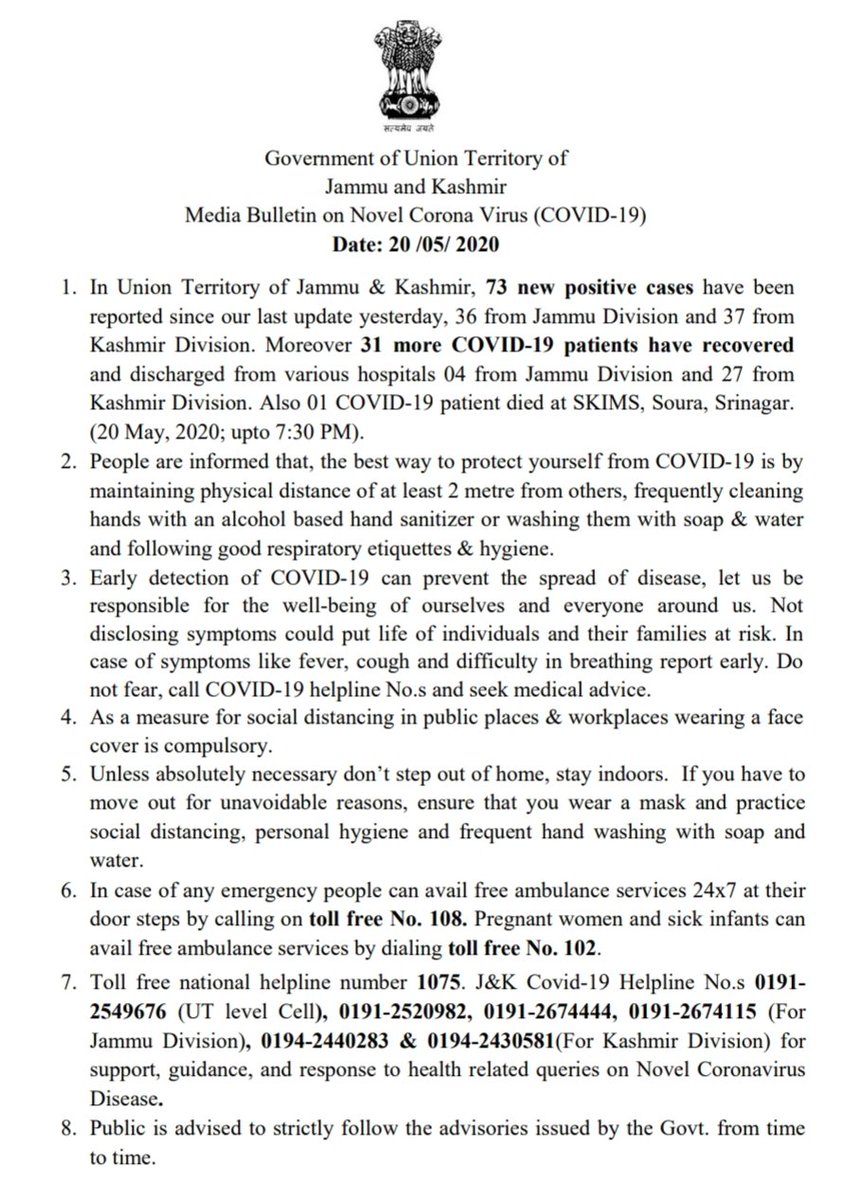 सत्यमेव जयते
Government of Union Territory of
Jammu and Kashmir
Media Bulletin on Novel Corona Virus (COVID-19)
Date: 20 /05/ 2020
1. In Union Territory of Jammu & Kashmir, 73 new positive cases have been
reported since our last update yesterday, 36 from Jammu Division and 37 from
Kashmir Division. Moreover 31 more COVID-19 patients have recovered
and discharged from various hospitals 04 from Jammu Division and 27 from
Kashmir Division. Also 01 COVID-19 patient died at SKIMS, Soura, Srinagar.
(20 May, 2020; upto 7:30 PM).
2. People are informed that, the best way to protect yourself from COVID-19 is by
maintaining physical distance of at least 2 metre from others, frequently cleaning
hands with an alcohol based hand sanitizer or washing them with soap & water
and following good respiratory etiquettes & hygiene.
3. Early detection of COVID-19 can prevent the spread of disease, let us be
responsible for the well-being of ourselves and everyone around us. Not
disclosing symptoms could put life of individuals and their families at risk. In
case of symptoms like fever, cough and difficulty in breathing report early. Do
not fear, call COVID-19 helpline No.s and seek medical advice.
4. As a measure for social distancing in public places & workplaces wearing a face
cover is compulsory.
5. Unless absolutely necessary don’t step out of home, stay indoors. If you have to
move out for unavoidable reasons, ensure that you wear a mask and practice
social distancing, personal hygiene and frequent hand washing with soap and
water.
6. In case of any emergency people can avail free ambulance services 24x7 at their
door steps by calling on toll free No. 108. Pregnant women and sick infants can
avail free ambulance services by dialing toll free No. 102.
7. Toll free national helpline number 1075. J&K Covid-19 Helpline No.s 0191-
2549676 (UT level Cell), 0191-2520982, 0191-2674444, 0191-2674115 (For
Jammu Division), 0194-2440283 & 0194-2430581(For Kashmir Division) for
support, guidance, and response to health related queries on Novel Coronavirus
Disease.
8. Public is advised to strictly follow the advisories issued by the Govt. from time
to time.